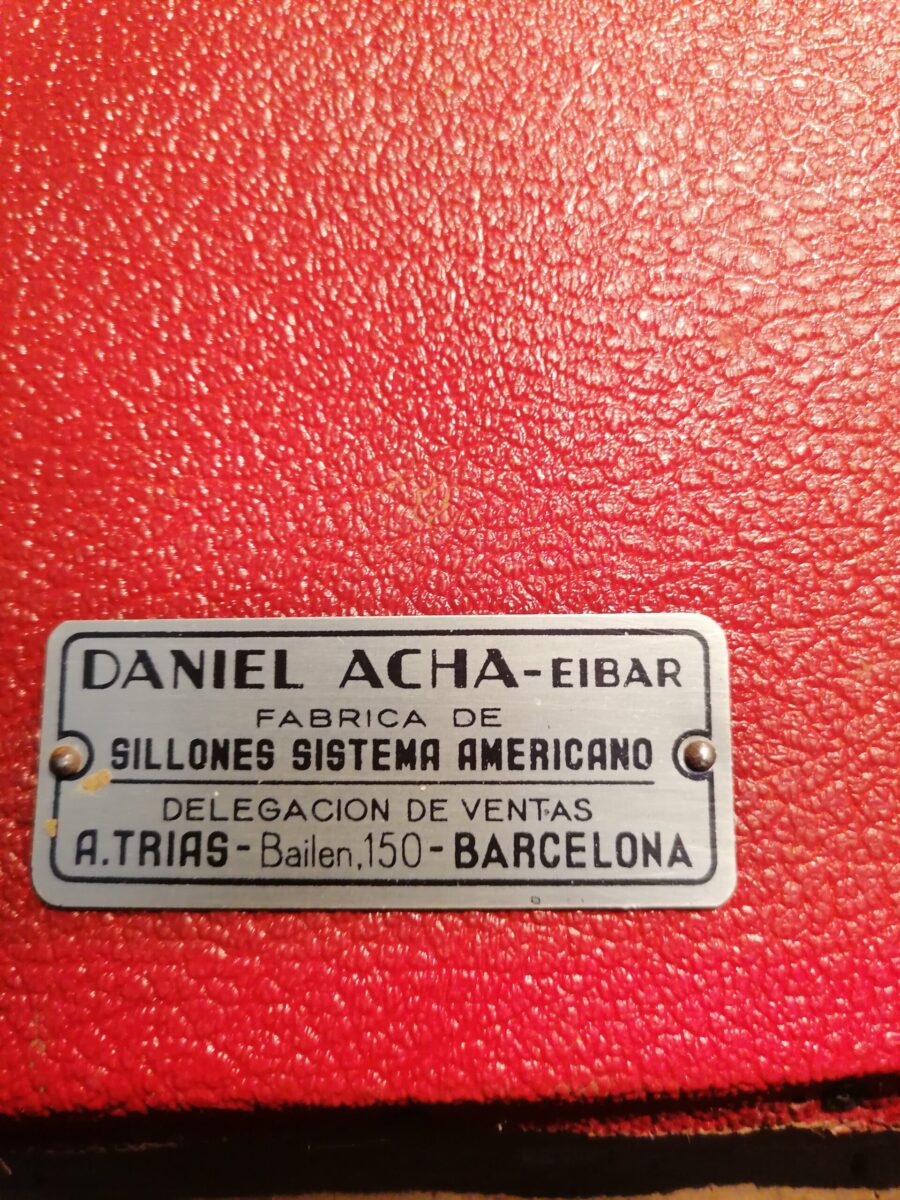 DANIEL ACHA-EIBAR
FABRICA DE
SILLONES SISTEMA AMERICANO
DELEGACION DE VENTAS
A.TRIAS-Bailen,150-BARCELONA